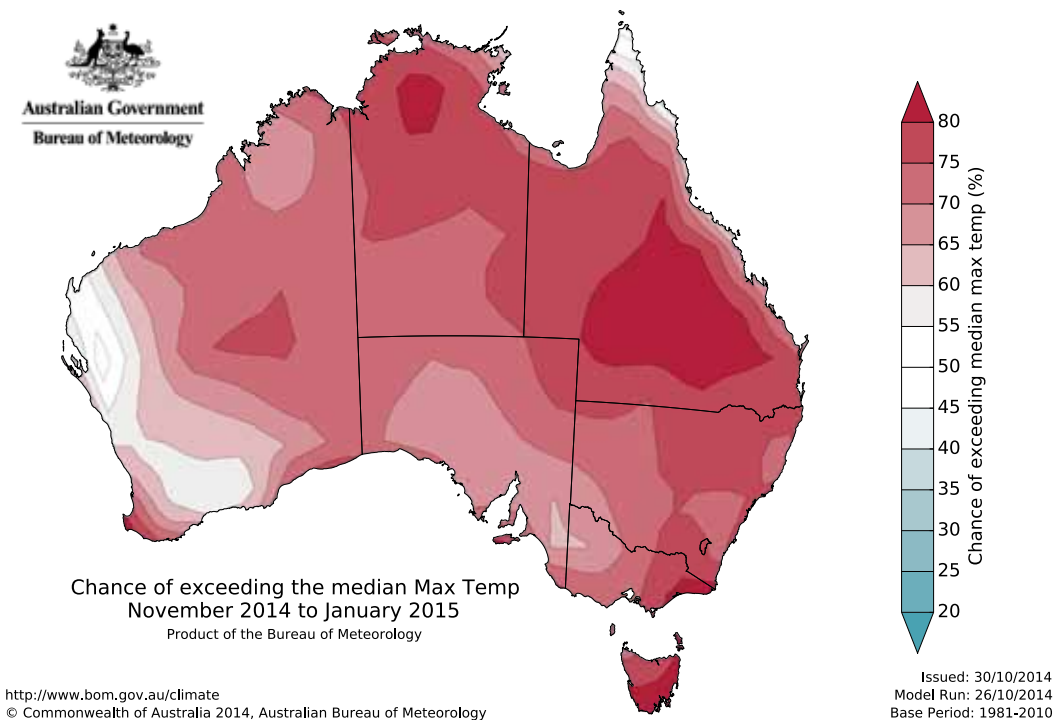 Australian Government
Bureau of Meteorology
80
75
70
65
60
55
50
45
40
35
30
25
20
Chance of exceeding median max temp (%)
Chance of exceeding the median Max Temp
November 2014 to January 2015
Product of the Bureau of Meteorology
http://www.bom.gov.au/climate
© Commonwealth of Australia 2014, Australian Bureau of Meteorology
Issued: 30/10/2014
Model Run: 26/10/2014
Base Period: 1981-2010